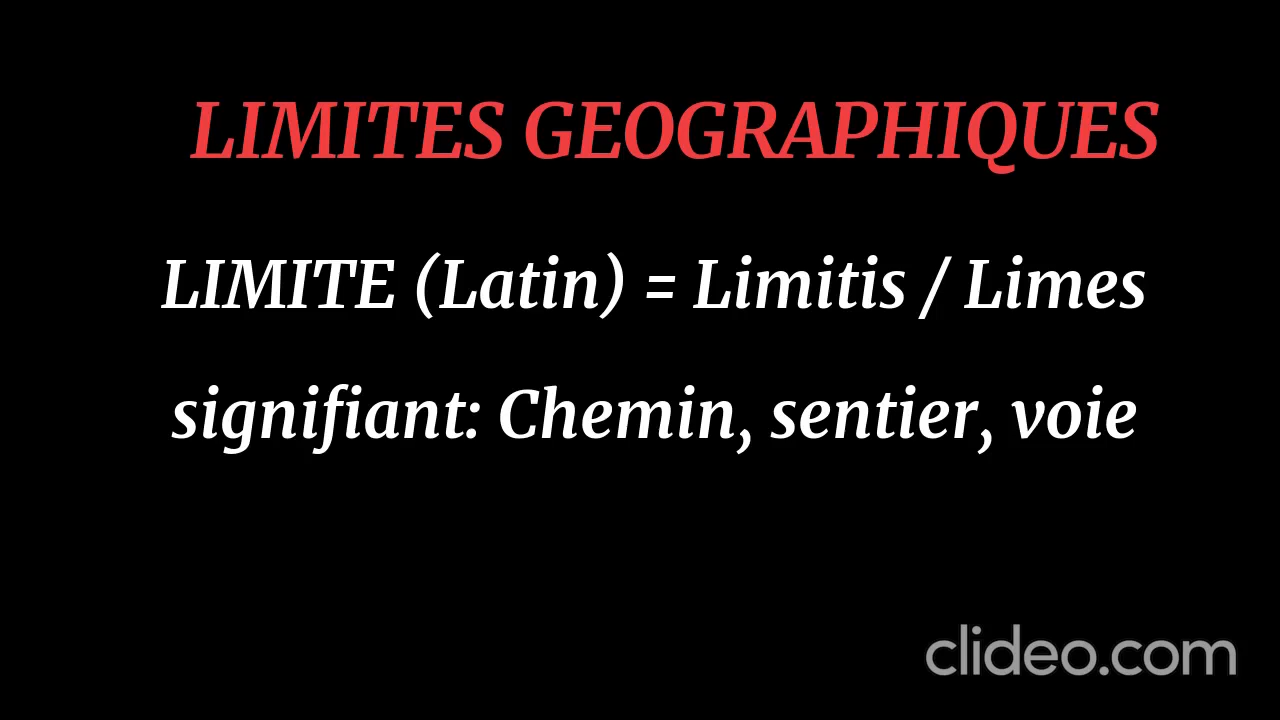 LIMITES GEOGRAPHIQUES
LIMITE (Latin) = Limitis / Limes
signifiant: Chemin, sentier, voie
clideo.com